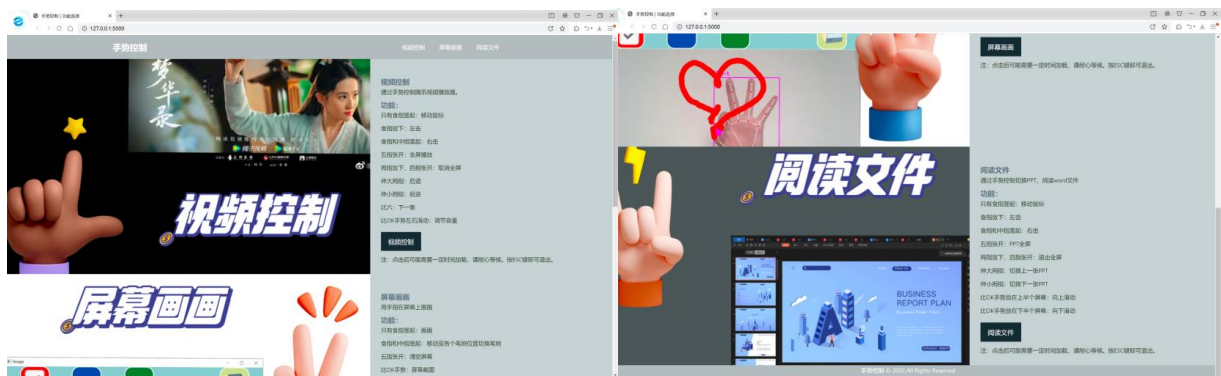 手势控制 | 功能选项
127.0.0.1:5000
手势控制
视频控制 屏幕画画 阅读文件
梦华录
视频控制
视频控制
通过手势控制腾讯视频播放器。
功能:
只有食指竖起: 移动鼠标
食指放下: 左击
食指和中指竖起: 右击
五指张开: 全屏播放
拇指放下, 四指张开: 取消全屏
伸大拇指: 后退
伸小拇指: 前进
比六: 下一集
比OK手势左右滑动: 调节音量
视频控制
注: 点击后可能需要一定时间加载, 请耐心等候。按ESC键即可退出。
屏幕画画
屏幕画画
用手指在屏幕上画画
功能:
只有食指竖起: 画画
食指和中指竖起: 移动至各个笔刷位置切换笔刷
五指张开: 清空屏幕
比OK手势: 屏幕截图
Image
手势控制 | 功能选项
127.0.0.1:5000
屏幕画画
注: 点击后可能需要一定时间加载, 请耐心等候。按ESC键即可退出。
阅读文件
阅读文件
通过手势控制切换PPT、阅读word文件
功能:
只有食指竖起: 移动鼠标
食指放下: 左击
食指和中指竖起: 右击
五指张开: PPT全屏
拇指放下, 四指张开: 退出全屏
伸大拇指: 切换上一张PPT
伸小拇指: 切换下一张PPT
比OK手势放在上半个屏幕: 向上滑动
比OK手势放在下半个屏幕: 向下滑动
阅读文件
注: 点击后可能需要一定时间加载, 请耐心等候。按ESC键即可退出。
BUSINESS
REPORT PLAN
手势控制 © 2022,All Rights Reserved